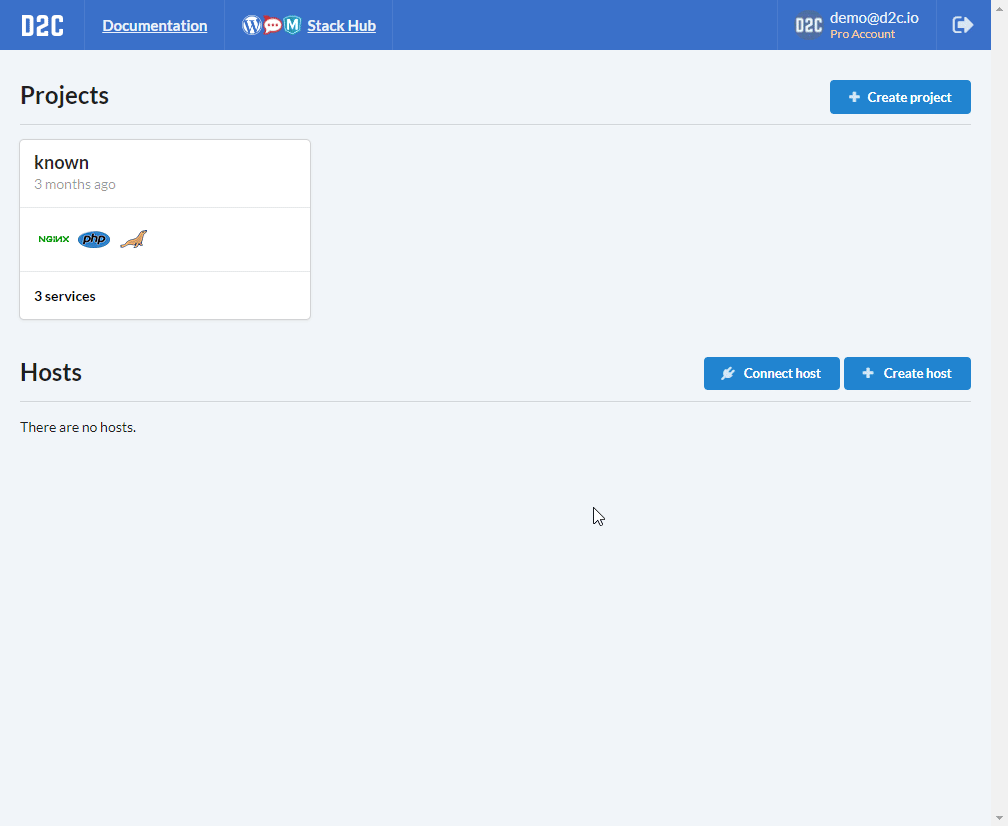 D2C
Documentation
Stack Hub
D2C
demo@d2c.io
Pro Account
Projects
Create project
known
3 months ago
NGINX php
3 services
Hosts
Connect host
Create host
There are no hosts.